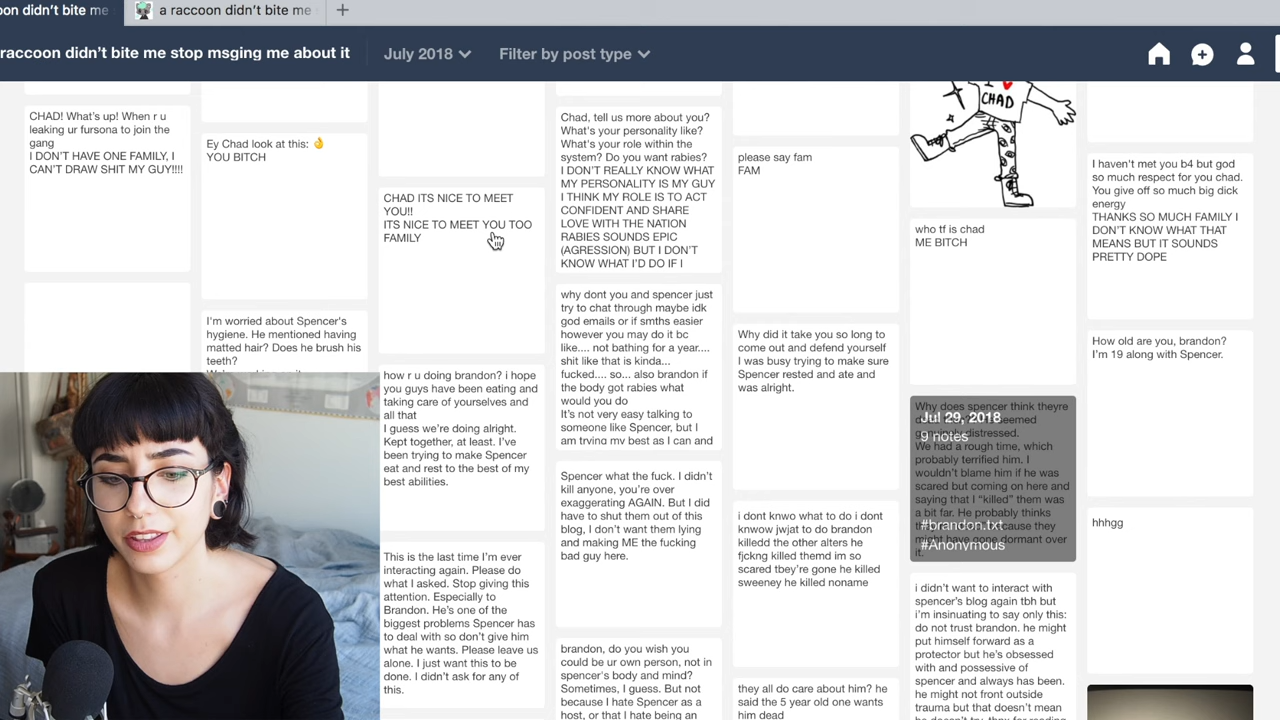 oon didn't bite me
a raccoon didn't bite me
raccoon didn't bite me stop msging me about it
July 2018
Filter by post type
CHAD! What's up! When r u
leaking ur fursona to join the
gang
I DON'T HAVE ONE FAMILY, I
CAN'T DRAW SHIT MY GUY!!!!
Ey Chad look at this: 👌
YOU BITCH
I'm worried about Spencer's
hygiene. He mentioned having
matted hair? Does he brush his
teeth?
CHAD ITS NICE TO MEET
YOU!!
ITS NICE TO MEET YOU TOO
FAMILY
how r u doing brandon? i hope
you guys have been eating and
taking care of yourselves and
all that
I guess we're doing alright.
Kept together, at least. I've
been trying to make Spencer
eat and rest to the best of my
best abilities.
This is the last time I'm ever
interacting again. Please do
what I asked. Stop giving this
attention. Especially to
Brandon. He's one of the
biggest problems Spencer has
to deal with so don't give him
what he wants. Please leave us
alone. I just want this to be
done. I didn't ask for any of
this.
Chad, tell us more about you?
What's your personality like?
What's your role within the
system? Do you want rabies?
I DON'T REALLY KNOW WHAT
MY PERSONALITY IS MY GUY
I THINK MY ROLE IS TO ACT
CONFIDENT AND SHARE
LOVE WITH THE NATION
RABIES SOUNDS EPIC
(AGRESSION) BUT I DON'T
KNOW WHAT I'D DO IF I
why dont you and spencer just
try to chat through maybe idk
god emails or if smths easier
however you may do it bc
like.... not bathing for a year....
shit like that is kinda...
fucked.... so... also brandon if
the body got rabies what
would you do
It's not very easy talking to
someone like Spencer, but I
am trying my best as I can and
Spencer what the fuck. I didn't
kill anyone, you're over
exaggerating AGAIN. But I did
have to shut them out of this
blog, I don't want them lying
and making ME the fucking
bad guy here.
brandon, do you wish you
could be ur own person, not in
spencer's body and mind?
Sometimes, I guess. But not
because I hate Spencer as a
host, or that I hate being an
please say fam
FAM
Why did it take you so long to
come out and defend yourself
I was busy trying to make sure
Spencer rested and ate and
was alright.
i dont knwo what to do i dont
knwow jwjat to do brandon
killedd the other alters he
fjckng killed themd im so
scared tbey're gone he killed
sweeney he killed noname
they all do care about him? he
said the 5 year old one wants
him dead
I
CHAD
who tf is chad
ME BITCH
Why does spencer think theyre
Jul 29, 2018
9 notes
distressed.
We had a rough time, which
probably terrified him. I
wouldn't blame him if he was
scared but coming on here and
saying that I "killed" them was
a bit far. He probably thinks
#brandon.txt
because they
might have gone dormant over
#Anonymous
it.
i didn't want to interact with
spencer's blog again tbh but
i'm insinuating to say only this:
do not trust brandon. he might
put himself forward as a
protector but he's obsessed
with and possessive of
spencer and always has been.
he might not front outside
trauma but that doesn't mean
I haven't met you b4 but god
so much respect for you chad.
You give off so much big dick
energy
THANKS SO MUCH FAMILY I
DON'T KNOW WHAT THAT
MEANS BUT IT SOUNDS
PRETTY DOPE
How old are you, brandon?
I'm 19 along with Spencer.
hhhgg